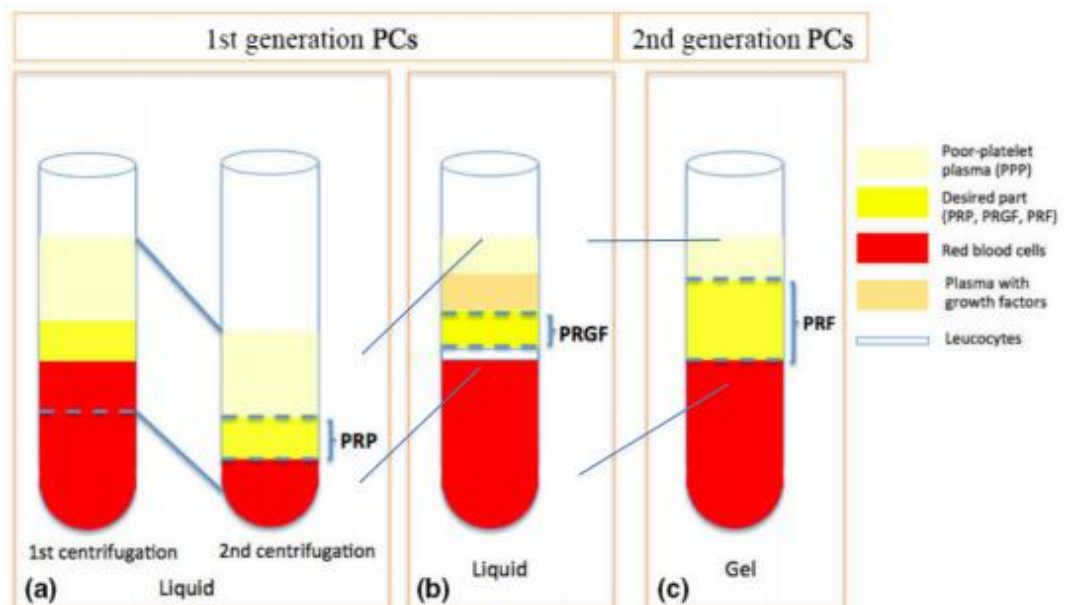 1st generation PCs
2nd generation PCs
Poor-platelet
plasma (PPP)
Desired part
(PRP, PRGF, PRF)
Red blood cells
Plasma with
growth factors
Leucocytes
PRP
PRGF
PRF
1st centrifugation
2nd centrifugation
(a)
Liquid
(b)
Liquid
(c)
Gel